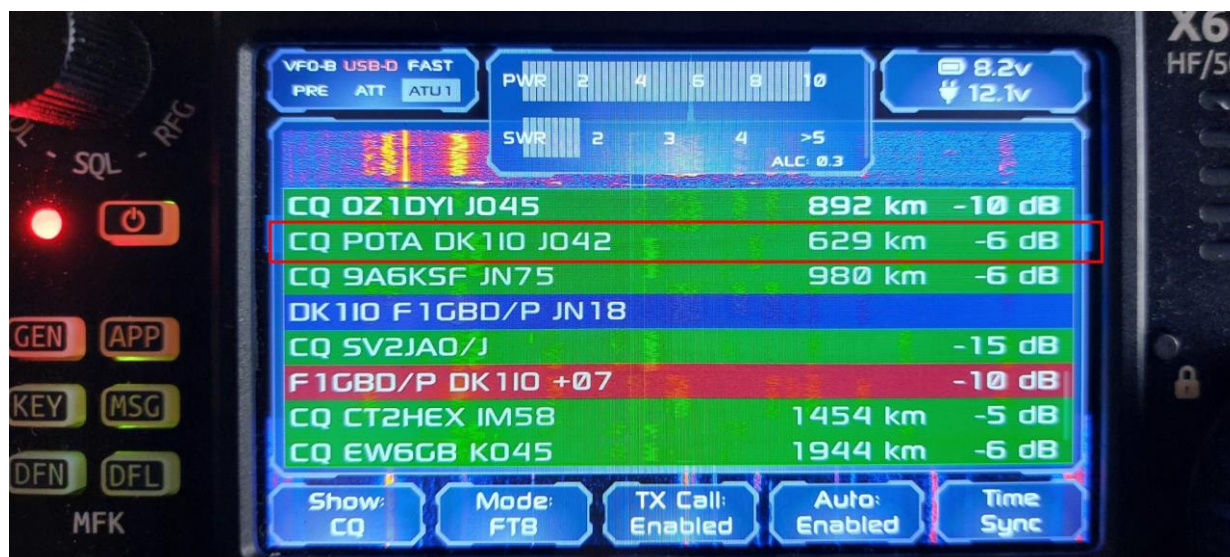 VFO-B USB-D FAST
PRE ATT ATU1
PWR 2 4 6 8 10
SWR 2 3 4 >5
ALC: 0.3
8.2v
12.1v
X6
HF/5
RFG
SQL
CQ OZ1DYI JO45 892 km -10 dB
CQ POTA DK1IO JO42 629 km -6 dB
CQ 9A6KSF JN75 980 km -6 dB
DK1IO F1GBD/P JN18
CQ SV2JAO/J -15 dB
F1GBD/P DK1IO +07 -10 dB
CQ CT2HEX IM58 1454 km -5 dB
CQ EW6GB KO45 1944 km -6 dB
GEN APP
KEY MSG
DFN DFL
MFK
Show: CQ
Mode: FT8
TX Call: Enabled
Auto: Enabled
Time Sync